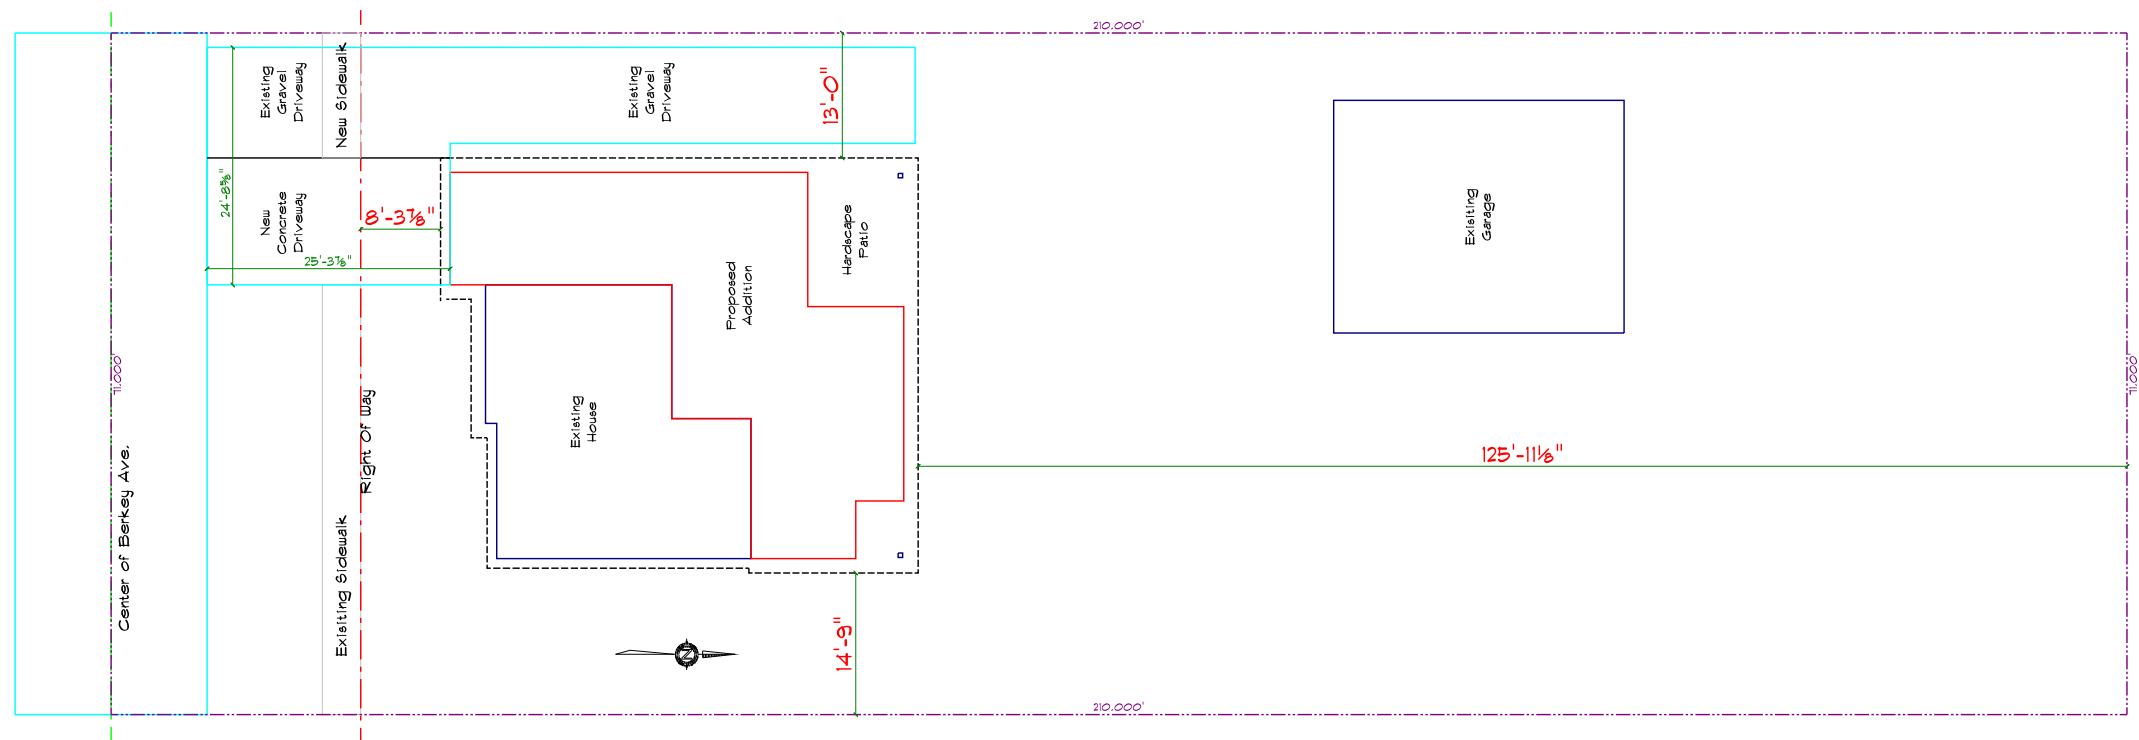 210.000'
Existing
Gravel
Driveway
New Sidewalk
Existing
Gravel
Driveway
13'-0"
24'-8⅝"
New
Concrete
Driveway
8'-3⅞"
25'-3⅞"
Hardscape
Patio
Proposed
Addition
Exisiting
Garage
71.000'
71.000'
Right Of Way
Existing
House
125'-11⅛"
Center of Berkey Ave.
Exisiting Sidewalk
14'-9"
N
210.000'